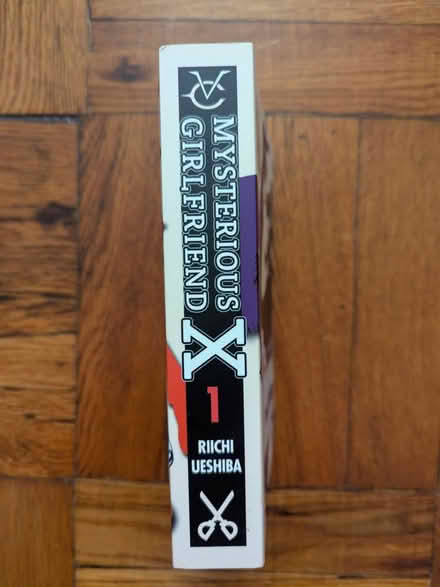 MYSTERIOUS
GIRLFRIEND
X
1
RIICHI
UESHIBA